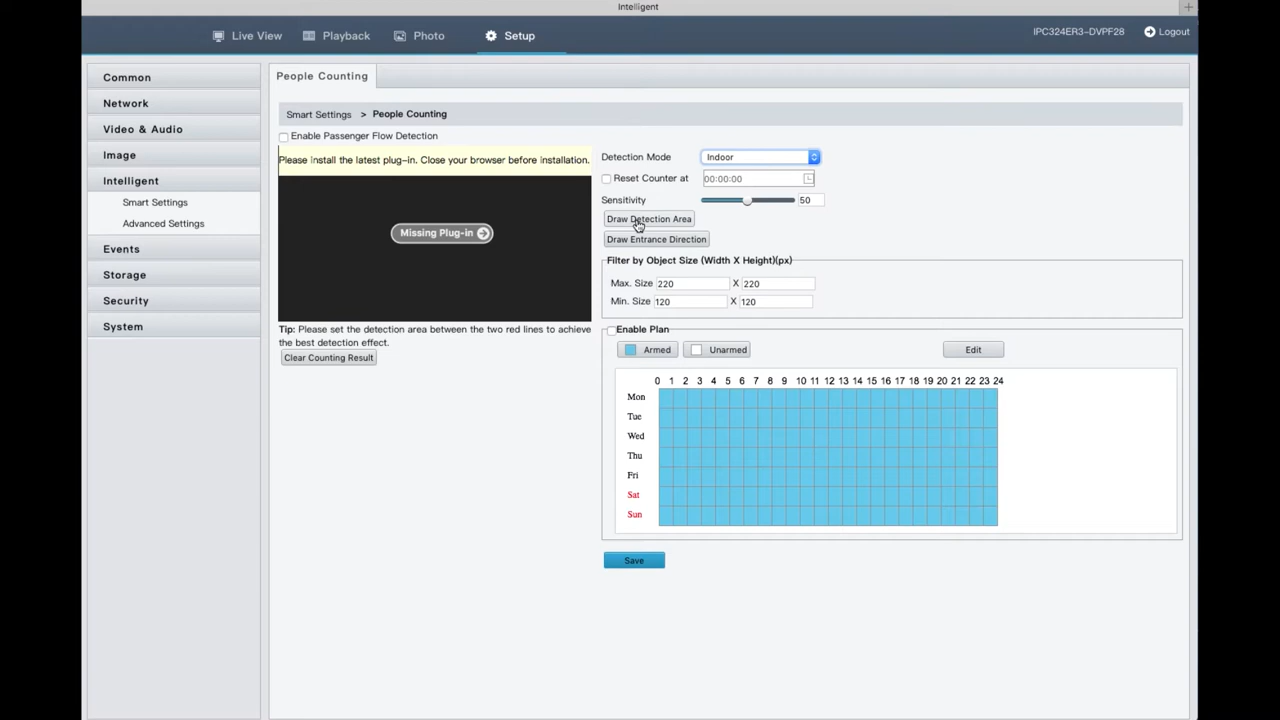 Intelligent
+
Live View Playback Photo Setup
IPC324ER3-DVPF28 Logout
Common
Network
Video & Audio
Image
Intelligent
Smart Settings
Advanced Settings
Events
Storage
Security
System
People Counting
Smart Settings > People Counting
Enable Passenger Flow Detection
Please install the latest plug-in. Close your browser before installation.
Missing Plug-in
Tip: Please set the detection area between the two red lines to achieve
the best detection effect.
Clear Counting Result
Detection Mode Indoor
Reset Counter at 00:00:00
Sensitivity 50
Draw Detection Area
Draw Entrance Direction
Filter by Object Size (Width X Height)(px)
Max. Size 220 X 220
Min. Size 120 X 120
Enable Plan
Armed Unarmed Edit
0 1 2 3 4 5 6 7 8 9 10 11 12 13 14 15 16 17 18 19 20 21 22 23 24
Mon
Tue
Wed
Thu
Fri
Sat
Sun
Save